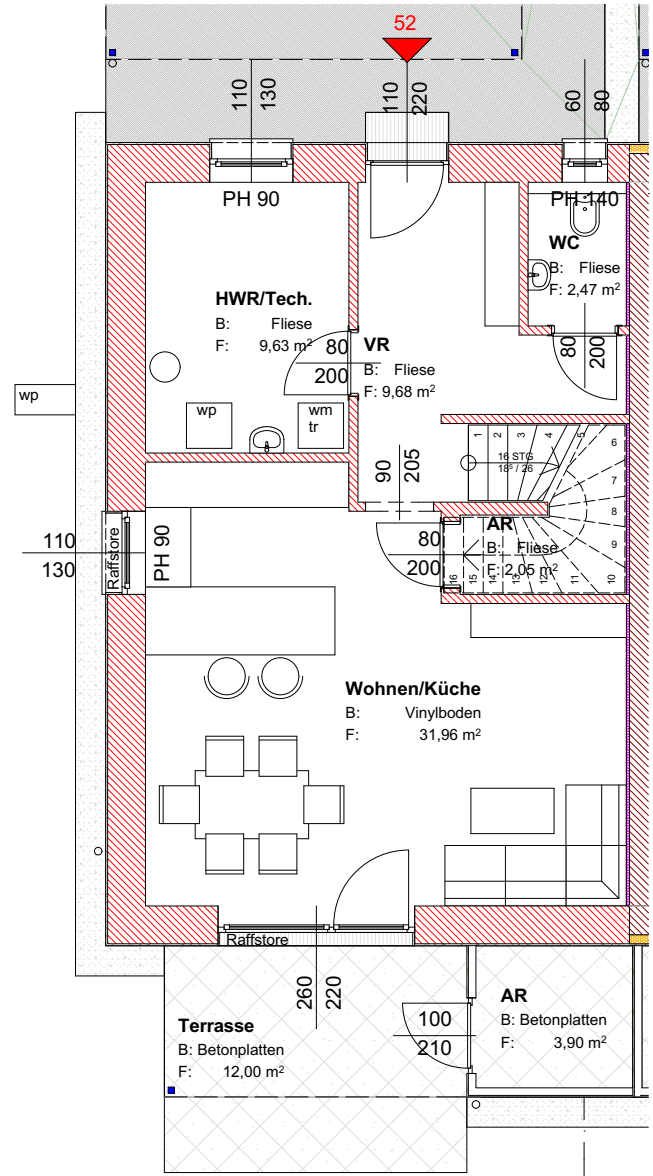 52
110
130
110
220
60
80
PH 90
PH 140
WC
B: Fliese
F: 2,47 m²
HWR/Tech.
B: Fliese
F: 9,63 m²
80
200
VR
B: Fliese
F: 9,68 m²
80
200
wp
wp
wm
tr
90
205
1 2 3 4 5
6
7
8
9
10
11
12
13
14
15
16
16 STG
18⁵ / 26
110
130
Raffstore
PH 90
80
200
AR
B: Fliese
F: 2,05 m²
Wohnen/Küche
B: Vinylboden
F: 31,96 m²
Raffstore
260
220
100
210
AR
B: Betonplatten
F: 3,90 m²
Terrasse
B: Betonplatten
F: 12,00 m²